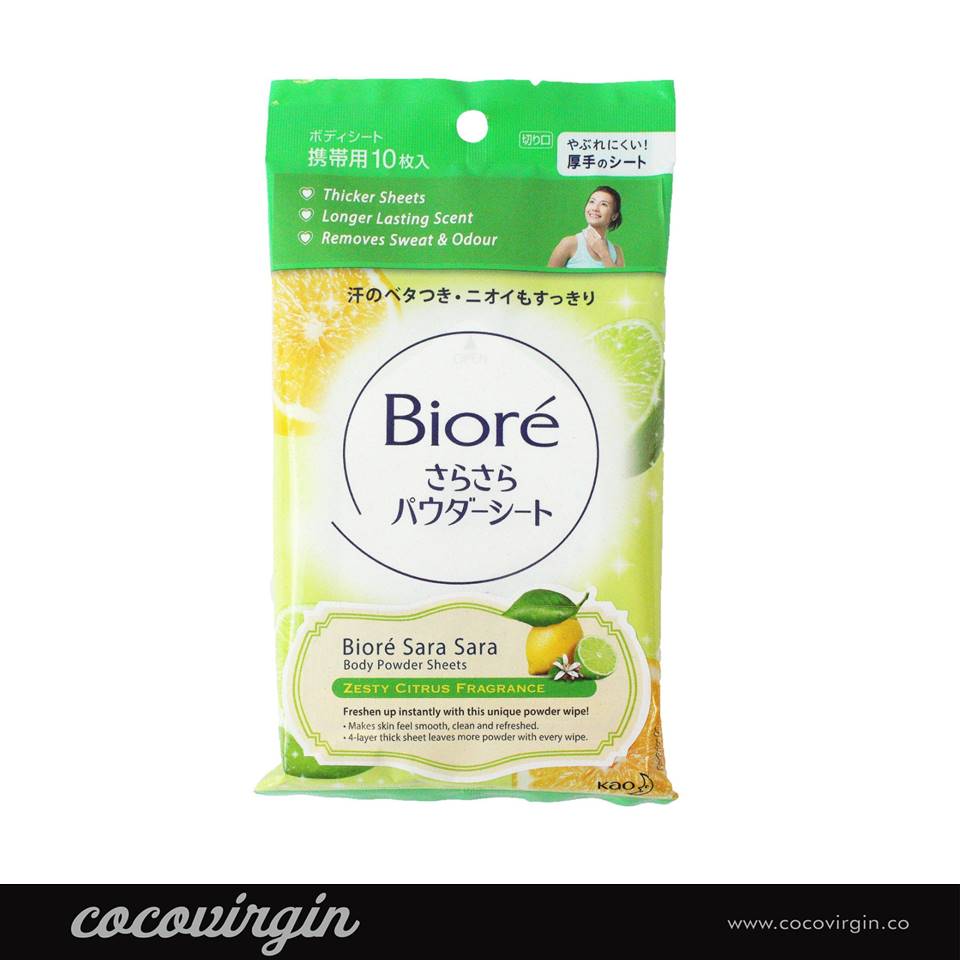 ボディシート
携帯用10枚入
切り口
やぶれにくい!
厚手のシート
Thicker Sheets
Longer Lasting Scent
Removes Sweat & Odour
汗のベタつき・ニオイもすっきり
OPEN
Bioré
さらさら
パウダーシート
Bioré Sara Sara
Body Powder Sheets
ZESTY CITRUS FRAGRANCE
Freshen up instantly with this unique powder wipe!
• Makes skin feel smooth, clean and refreshed.
• 4-layer thick sheet leaves more powder with every wipe.
Kao
cocovirgin
www.cocovirgin.co